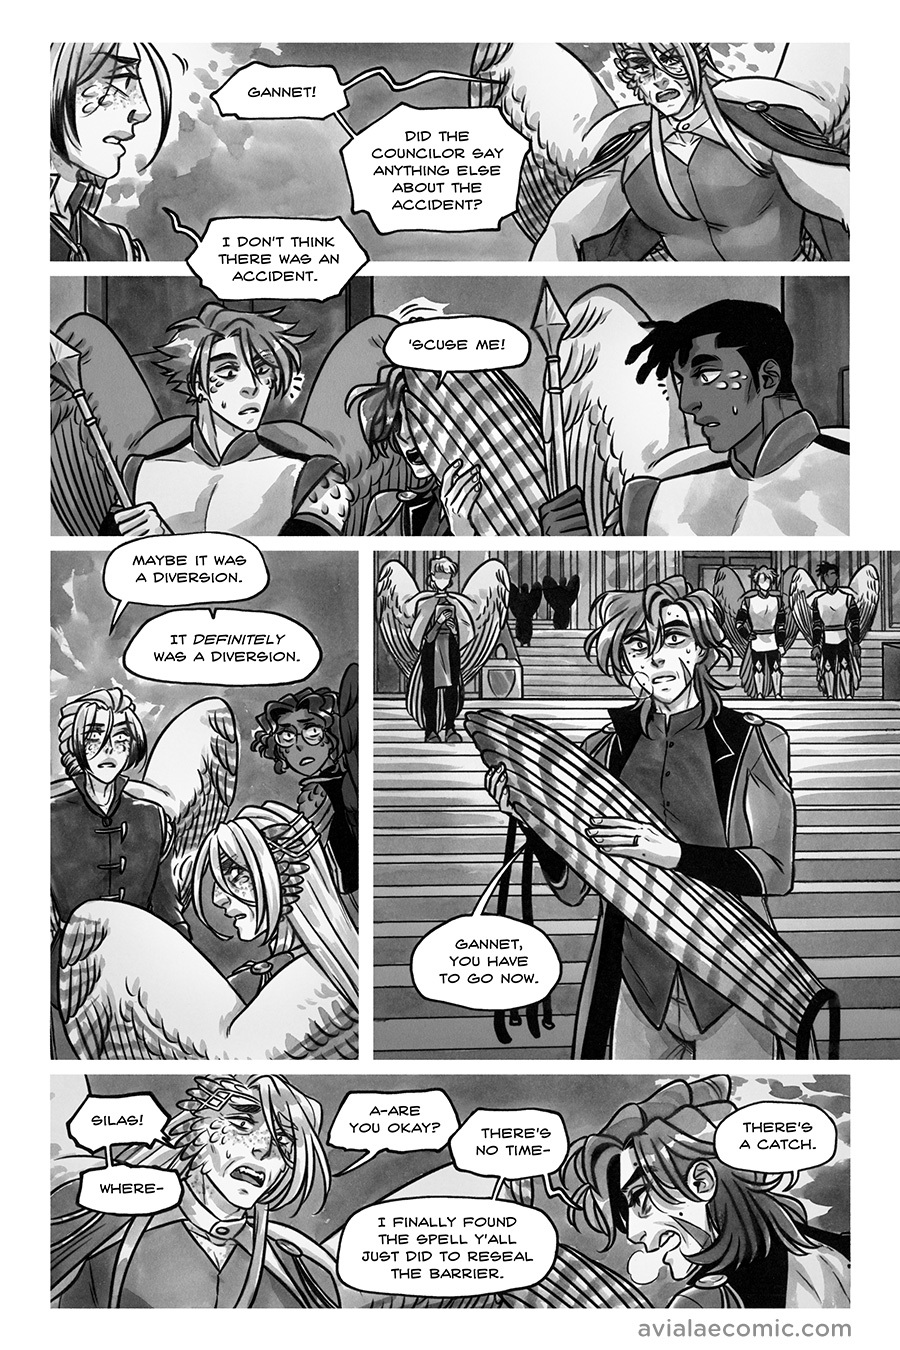 GANNET!
DID THE
COUNCILOR SAY
ANYTHING ELSE
ABOUT THE
ACCIDENT?
I DON'T THINK
THERE WAS AN
ACCIDENT.
'SCUSE ME!
MAYBE IT WAS
A DIVERSION.
IT DEFINITELY
WAS A DIVERSION.
GANNET,
YOU HAVE
TO GO NOW.
SILAS!
WHERE-
A-ARE
YOU OKAY?
THERE'S
NO TIME-
I FINALLY FOUND
THE SPELL Y'ALL
JUST DID TO RESEAL
THE BARRIER.
THERE'S
A CATCH.
avialaecomic.com